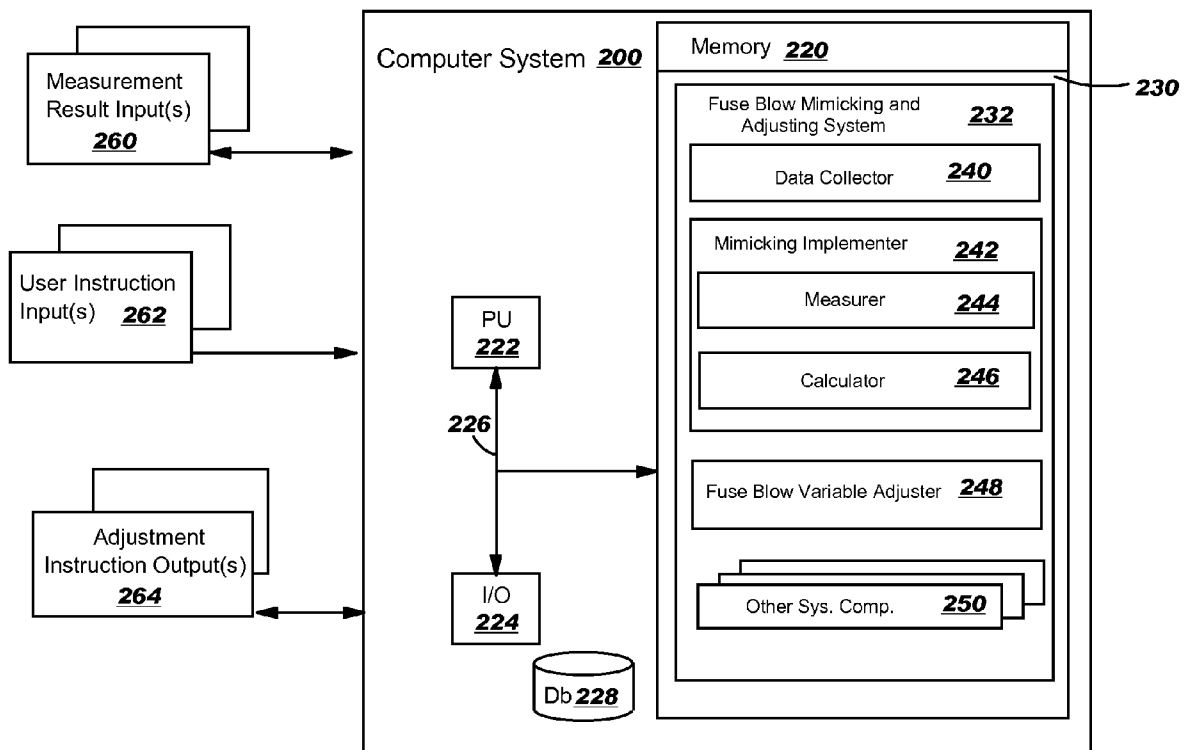 Measurement
Result Input(s)
260
User Instruction
Input(s) 262
Adjustment
Instruction Output(s)
264
Computer System 200
PU
222
226
I/O
224
Db 228
Memory 220
230
Fuse Blow Mimicking and
Adjusting System 232
Data Collector 240
Mimicking Implementer 242
Measurer 244
Calculator 246
Fuse Blow Variable Adjuster 248
Other Sys. Comp. 250